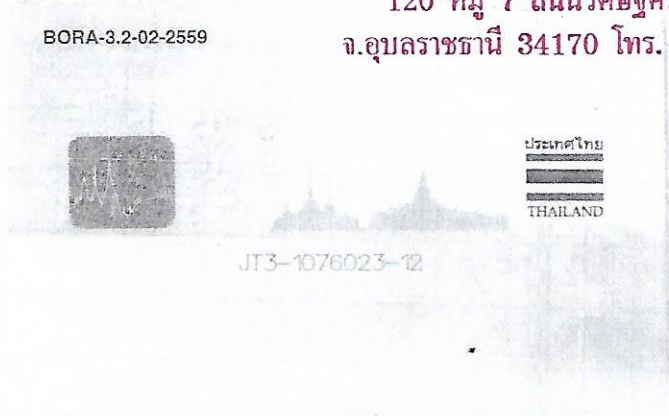 120 หมู่ 7
BORA-3.2-02-2559
จ.อุบลราชธานี 34170 โทร.
ประเทศไทย
THAILAND
JT3-1076023-12